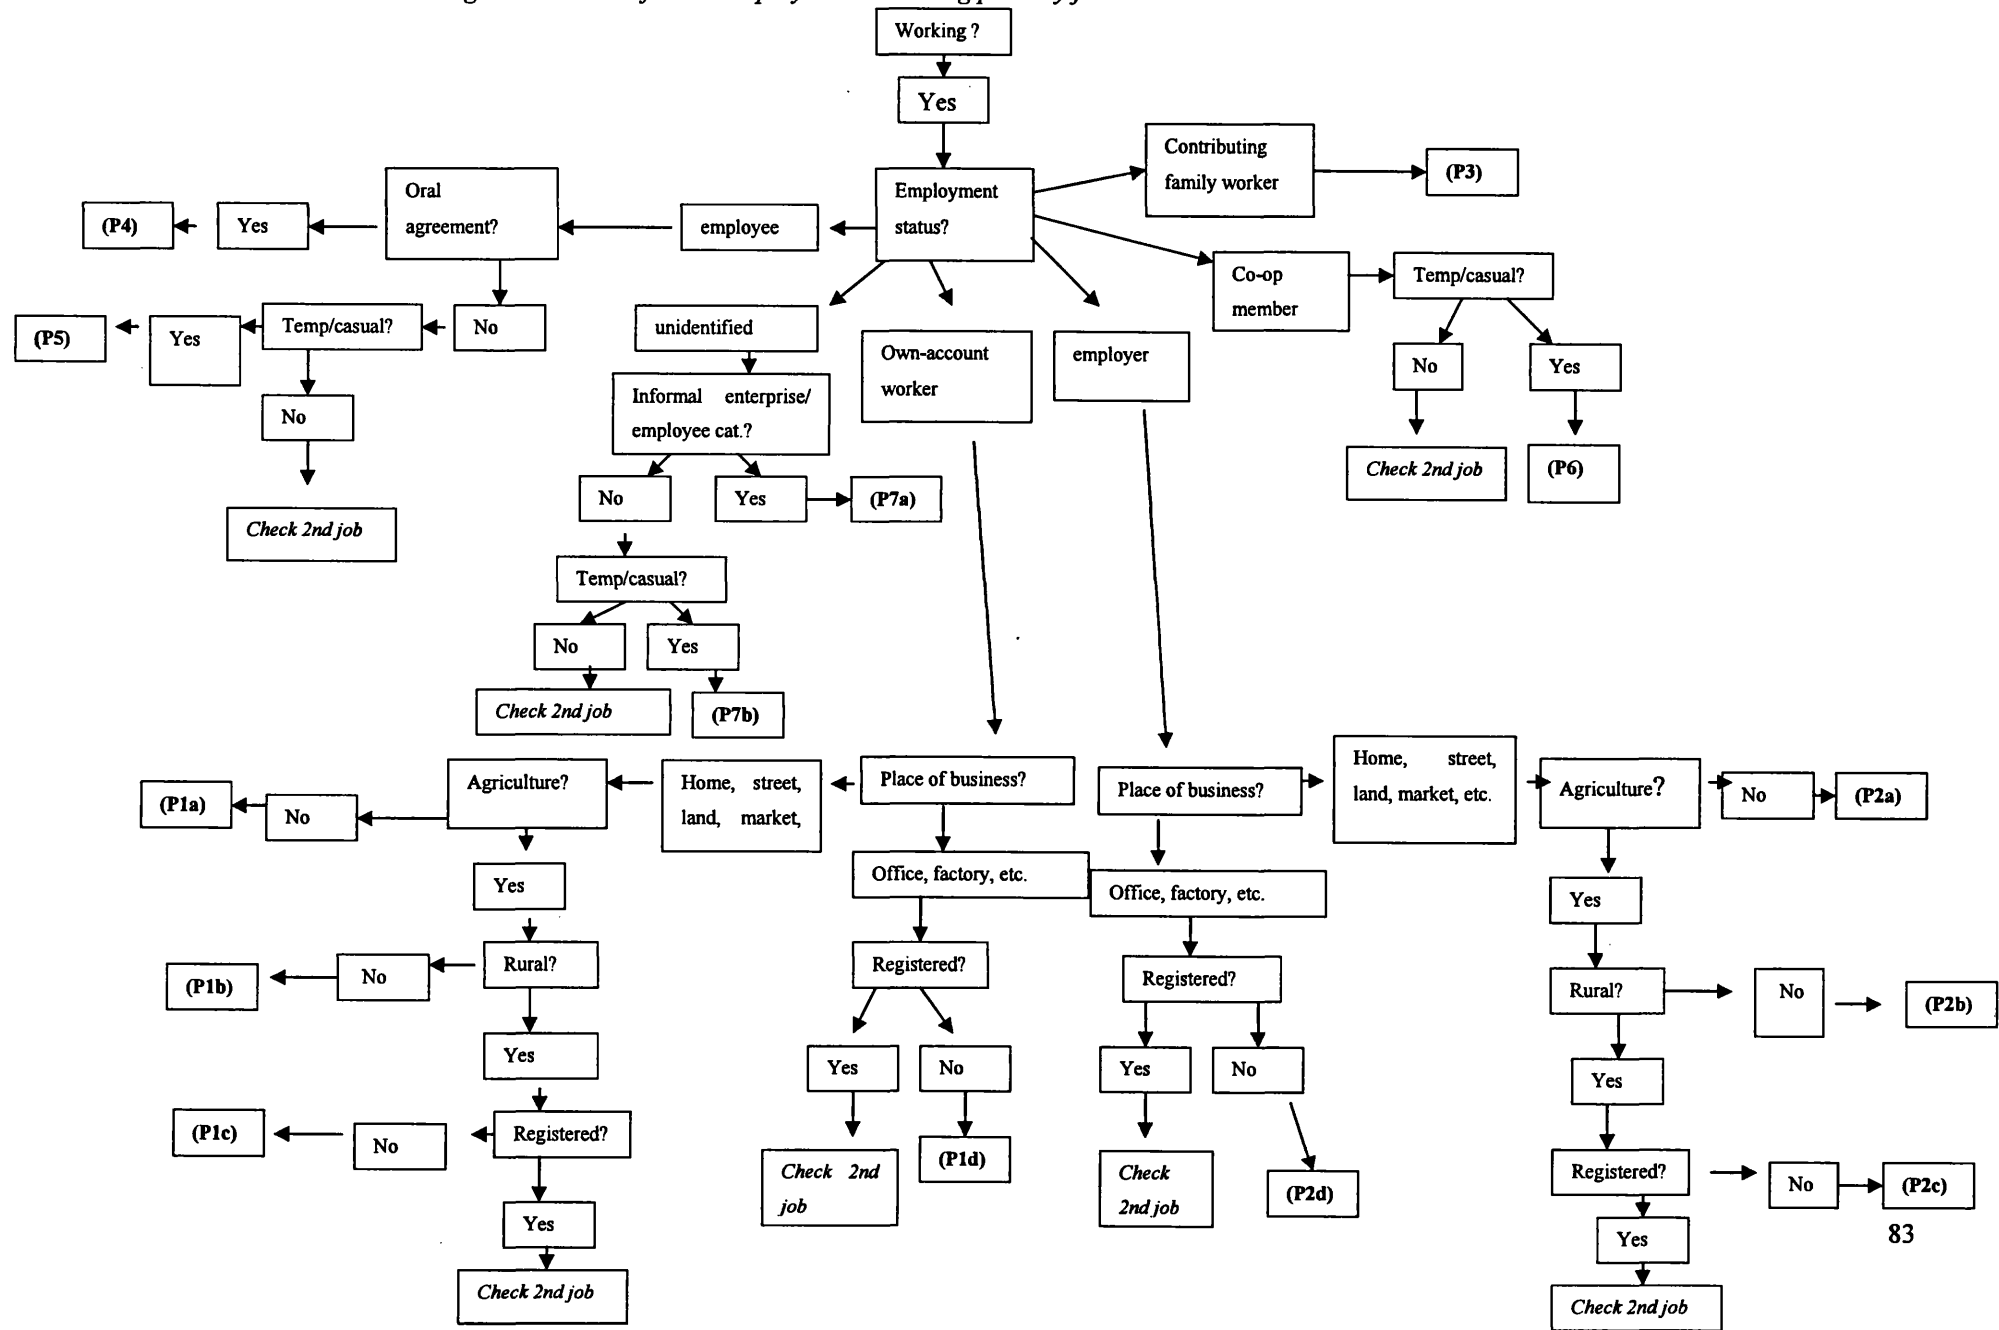 Working ?
Yes
Contributing
family worker
(P3)
Employment
status?
employee
Oral
agreement?
Yes
(P4)
Co-op
member
Temp/casual?
No
Yes
Check 2nd job
(P6)
No
Temp/casual?
Yes
(P5)
No
Check 2nd job
unidentified
Own-account
worker
employer
Informal enterprise/
employee cat.?
No
Yes
(P7a)
Temp/casual?
No
Yes
Check 2nd job
(P7b)
Place of business?
Home, street,
land, market,
Agriculture?
No
(P1a)
Yes
Rural?
No
(P1b)
Yes
Registered?
No
(P1c)
Yes
Check 2nd job
Office, factory, etc.
Registered?
Yes
No
Check 2nd
job
(P1d)
Place of business?
Office, factory, etc.
Registered?
Yes
No
Check
2nd job
(P2d)
Home, street,
land, market, etc.
Agriculture?
No
(P2a)
Yes
Rural?
No
(P2b)
Yes
Registered?
No
(P2c)
Yes
Check 2nd job
83